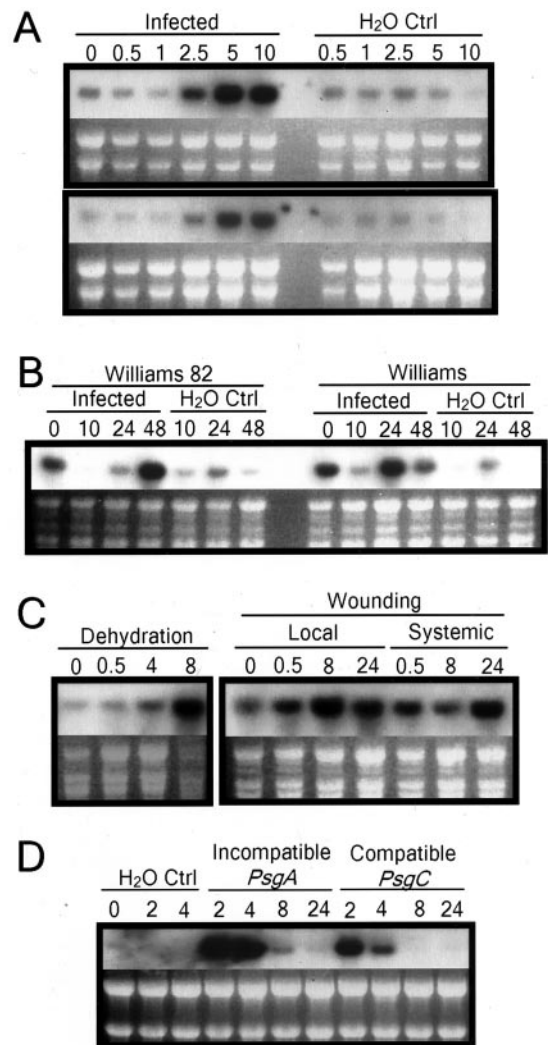 A
Infected H₂O Ctrl
0 0.5 1 2.5 5 10 0.5 1 2.5 5 10
B
Williams 82 Williams
Infected H₂O Ctrl Infected H₂O Ctrl
0 10 24 48 10 24 48 0 10 24 48 10 24 48
C
Wounding
Dehydration Local Systemic
0 0.5 4 8 0 0.5 8 24 0.5 8 24
D
Incompatible Compatible
H₂O Ctrl PsgA PsgC
0 2 4 2 4 8 24 2 4 8 24